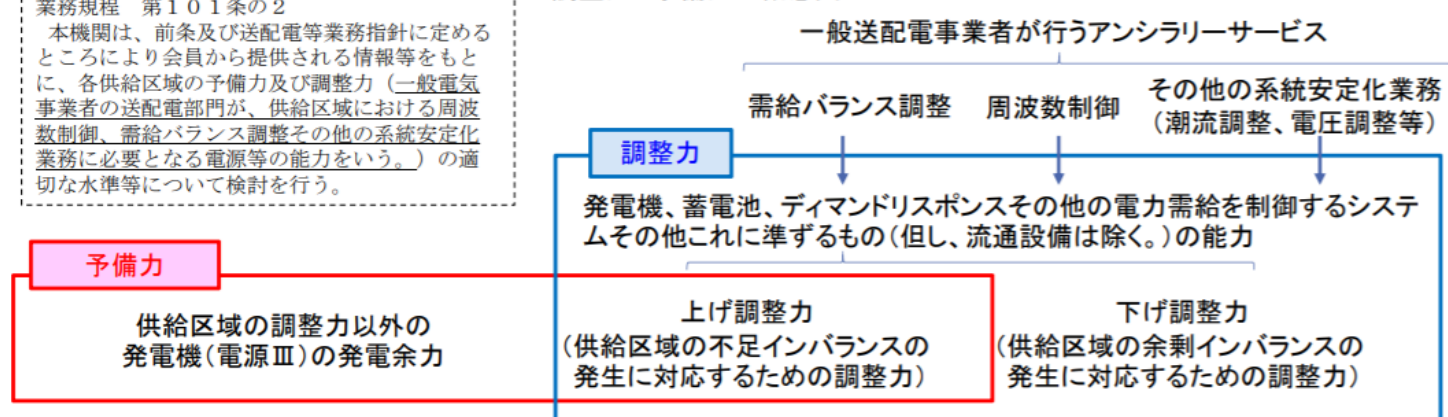 業務規程 第１０１条の２
本機関は、前条及び送配電等業務指針に定める
ところにより会員から提供される情報等をもと
に、各供給区域の予備力及び調整力（一般電気
事業者の送配電部門が、供給区域における周波
数制御、需給バランス調整その他の系統安定化
業務に必要となる電源等の能力をいう。）の適
切な水準等について検討を行う。
一般送配電事業者が行うアンシラリーサービス
需給バランス調整
周波数制御
その他の系統安定化業務
（潮流調整、電圧調整等）
調整力
発電機、蓄電池、ディマンドリスポンスその他の電力需給を制御するシステ
ムその他これに準ずるもの（但し、流通設備は除く。）の能力
予備力
供給区域の調整力以外の
発電機（電源Ⅲ）の発電余力
上げ調整力
（供給区域の不足インバランスの
発生に対応するための調整力）
下げ調整力
（供給区域の余剰インバランスの
発生に対応するための調整力）